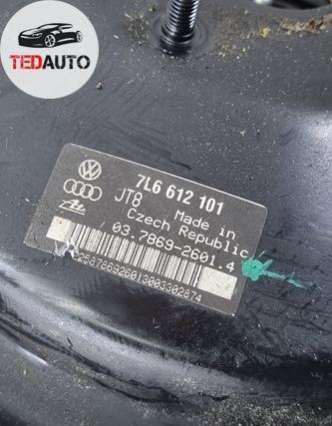 TEDAUTO
7L6 612 101
JT8 Made in
Czech Republic
03.7869-2601.4